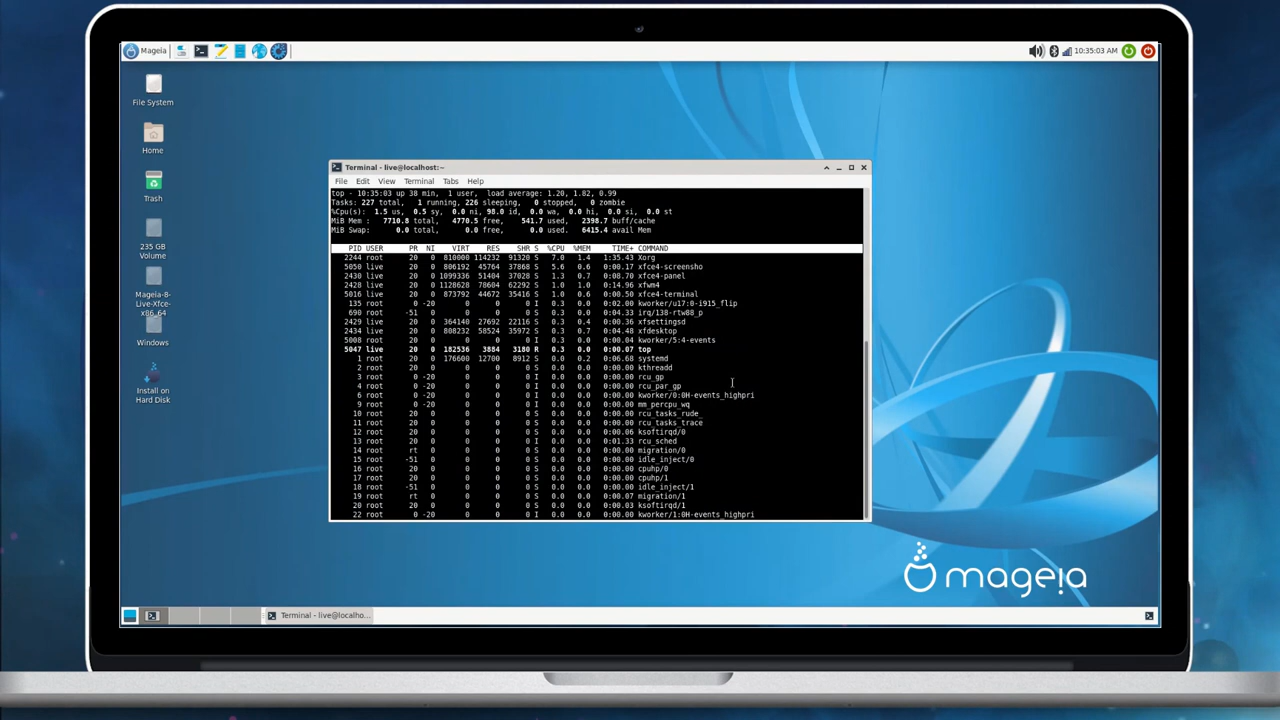 Mageia
10:35:03 AM
File System
Home
Trash
235 GB
Volume
Mageia-8-
Live-Xfce-
x86_64
Windows
Install on
Hard Disk
Terminal - live@localhost:~
File Edit View Terminal Tabs Help
top - 10:35:03 up 38 min, 1 user, load average: 1.20, 1.82, 0.99
Tasks: 227 total, 1 running, 226 sleeping, 0 stopped, 0 zombie
%Cpu(s): 1.5 us, 0.5 sy, 0.0 ni, 98.0 id, 0.0 wa, 0.0 hi, 0.0 si, 0.0 st
MiB Mem : 7710.8 total, 4770.5 free, 541.7 used, 2398.7 buff/cache
MiB Swap: 0.0 total, 0.0 free, 0.0 used. 6415.4 avail Mem
PID USER PR NI VIRT RES SHR S %CPU %MEM TIME+ COMMAND
2244 root 20 0 810000 114232 91320 S 7.0 1.4 1:35.43 Xorg
5050 live 20 0 806192 45764 37868 S 5.6 0.6 0:00.17 xfce4-screensho
2430 live 20 0 1099336 51404 37028 S 1.3 0.7 0:08.70 xfce4-panel
2428 live 20 0 1128628 78604 62292 S 1.0 1.0 0:14.96 xfwm4
5016 live 20 0 873792 44672 35416 S 1.0 0.6 0:00.50 xfce4-terminal
135 root 0 -20 0 0 0 I 0.3 0.0 0:02.00 kworker/u17:0-i915_flip
690 root -51 0 0 0 0 S 0.3 0.0 0:04.33 irq/138-rtw88_p
2429 live 20 0 364140 27692 22116 S 0.3 0.4 0:00.36 xfsettingsd
2434 live 20 0 808232 58524 35972 S 0.3 0.7 0:04.48 xfdesktop
5008 root 20 0 0 0 0 I 0.3 0.0 0:00.04 kworker/5:4-events
5047 live 20 0 182536 3884 3180 R 0.3 0.0 0:00.07 top
1 root 20 0 176600 12700 8912 S 0.0 0.2 0:06.68 systemd
2 root 20 0 0 0 0 S 0.0 0.0 0:00.00 kthreadd
3 root 0 -20 0 0 0 I 0.0 0.0 0:00.00 rcu_gp
4 root 0 -20 0 0 0 I 0.0 0.0 0:00.00 rcu_par_gp
6 root 0 -20 0 0 0 I 0.0 0.0 0:00.00 kworker/0:0H-events_highpri
9 root 0 -20 0 0 0 I 0.0 0.0 0:00.00 mm_percpu_wq
10 root 20 0 0 0 0 S 0.0 0.0 0:00.00 rcu_tasks_rude_
11 root 20 0 0 0 0 S 0.0 0.0 0:00.00 rcu_tasks_trace
12 root 20 0 0 0 0 S 0.0 0.0 0:00.06 ksoftirqd/0
13 root 20 0 0 0 0 I 0.0 0.0 0:01.33 rcu_sched
14 root rt 0 0 0 0 S 0.0 0.0 0:00.00 migration/0
15 root -51 0 0 0 0 S 0.0 0.0 0:00.00 idle_inject/0
16 root 20 0 0 0 0 S 0.0 0.0 0:00.00 cpuhp/0
17 root 20 0 0 0 0 S 0.0 0.0 0:00.00 cpuhp/1
18 root -51 0 0 0 0 S 0.0 0.0 0:00.00 idle_inject/1
19 root rt 0 0 0 0 S 0.0 0.0 0:00.07 migration/1
20 root 20 0 0 0 0 S 0.0 0.0 0:00.03 ksoftirqd/1
22 root 0 -20 0 0 0 I 0.0 0.0 0:00.00 kworker/1:0H-events_highpri
mageia
Terminal - live@localho...